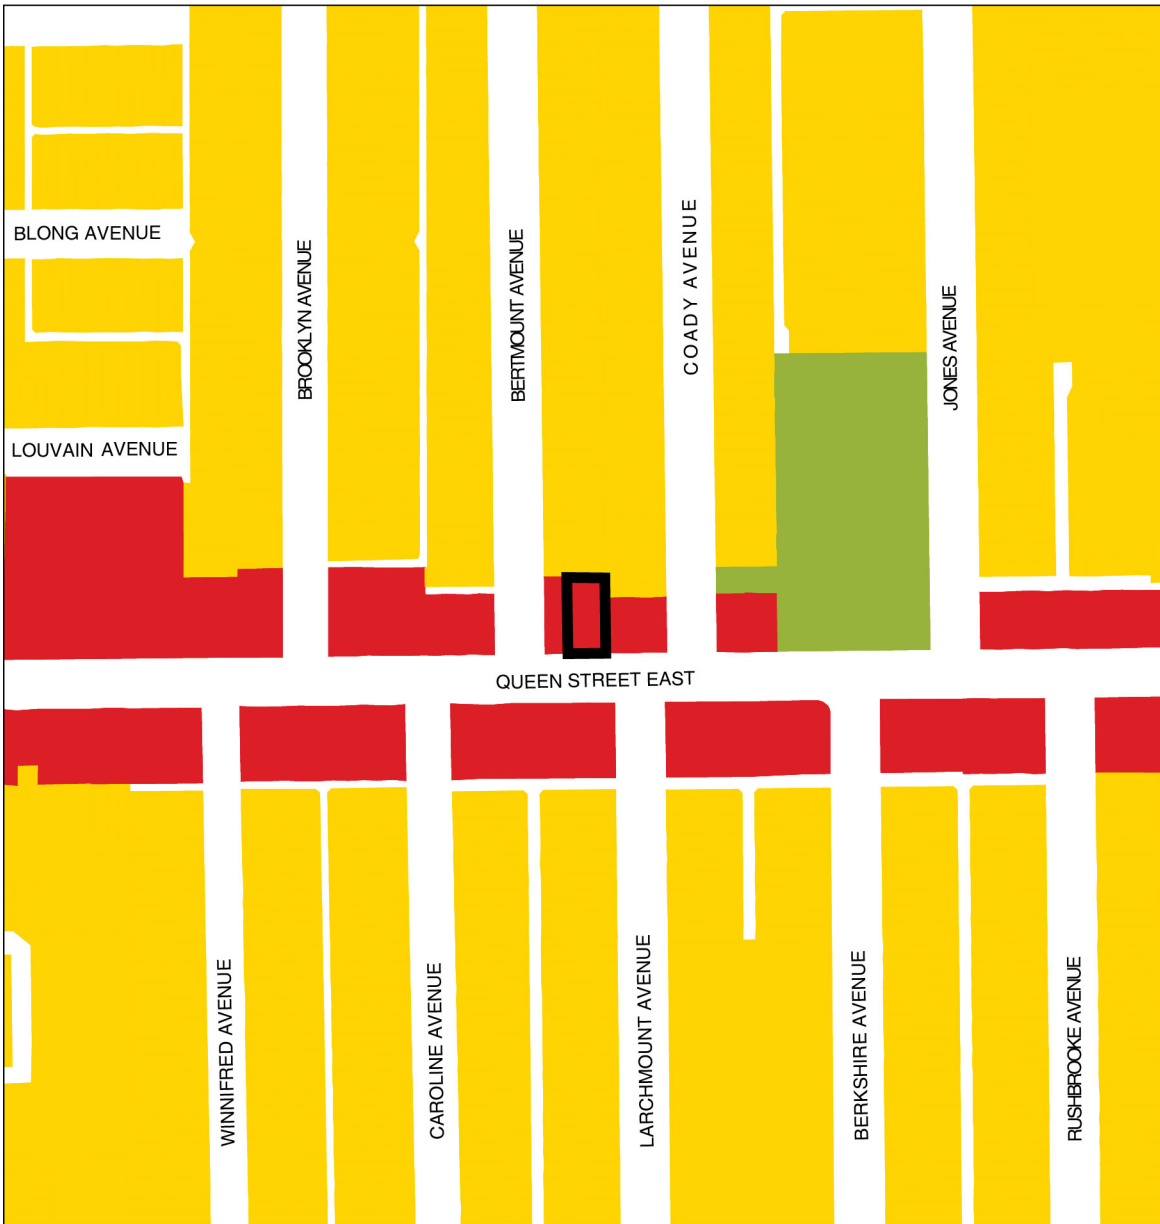 BLONG AVENUE
BROOKLYN AVENUE
BERTMOUNT AVENUE
COADY AVENUE
JONES AVENUE
LOUVAIN AVENUE
QUEEN STREET EAST
WINNIFRED AVENUE
CAROLINE AVENUE
LARCHMOUNT AVENUE
BERKSHIRE AVENUE
RUSHBROOKE AVENUE